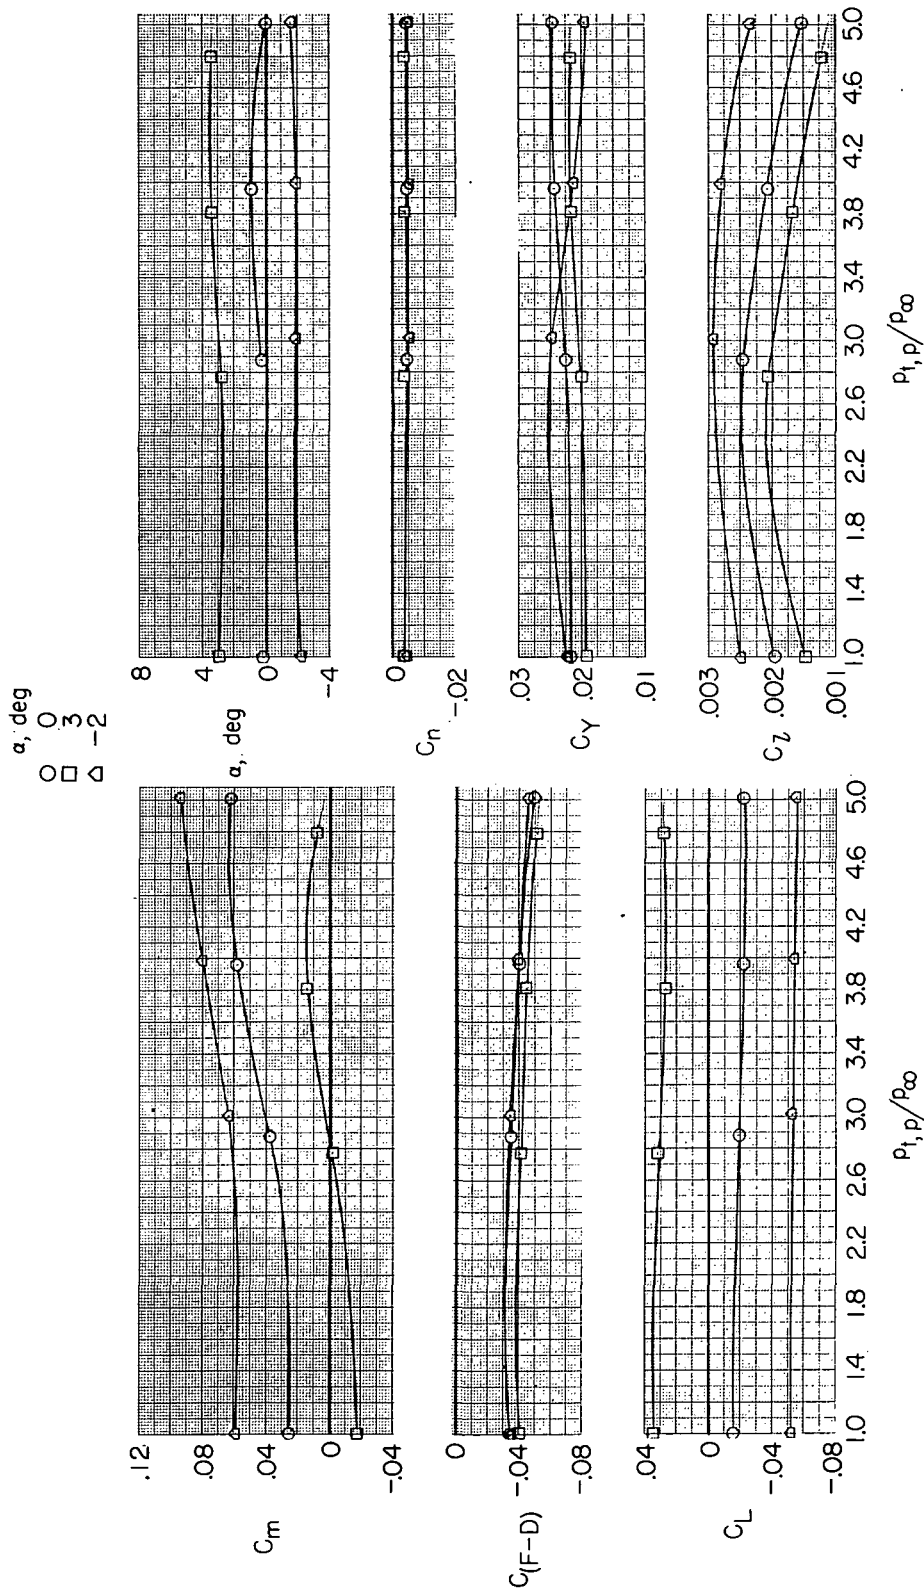 α, deg
○ 0
□ 3
⌂ -2
.12
.08
.04
0
-.04
C_m
0
-.04
-.08
C_(F-D)
.04
0
-.04
-.08
C_L
1.0 1.4 1.8 2.2 2.6 3.0 3.4 3.8 4.2 4.6 5.0
p_t,p/p_∞
8
4
0
-4
α, deg
0
-.02
C_n
.03
.02
.01
C_Y
.003
.002
.001
C_l
1.0 1.4 1.8 2.2 2.6 3.0 3.4 3.8 4.2 4.6 5.0
p_t,p/p_∞